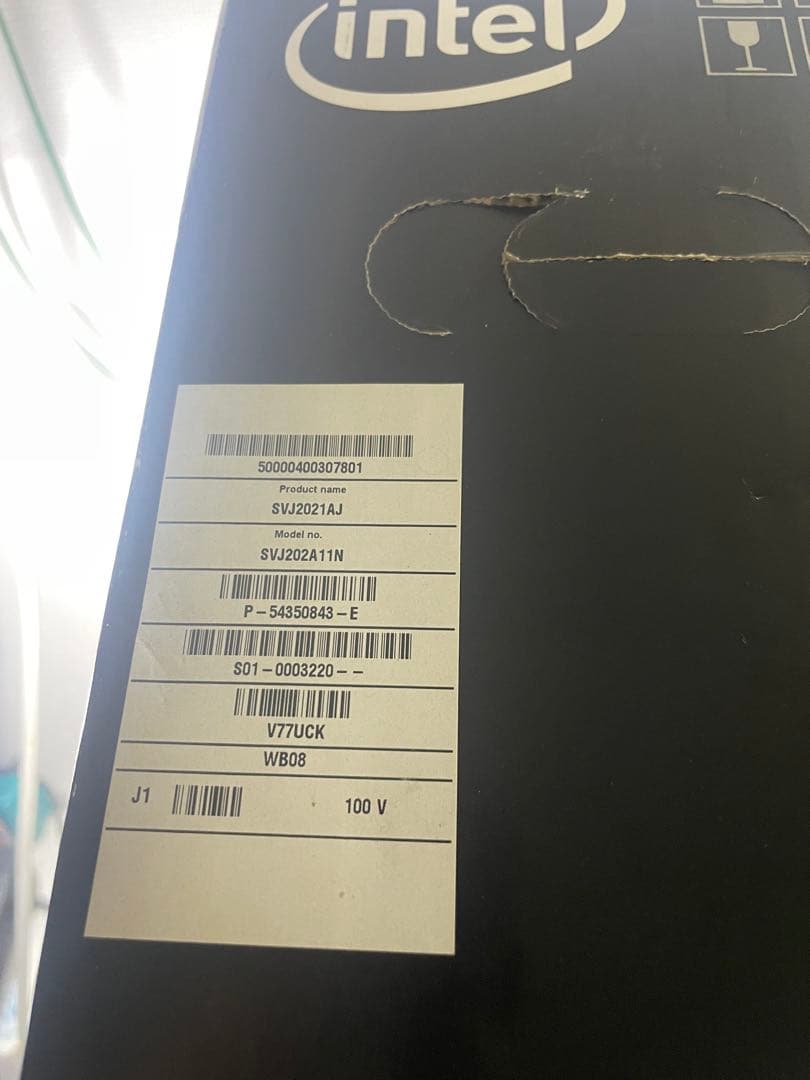 intel
50000400307801
Product name
SVJ2021AJ
Model no.
SVJ202A11N
P-54350843-E
S01-0003220--
V77UCK
WB08
J1 100 V